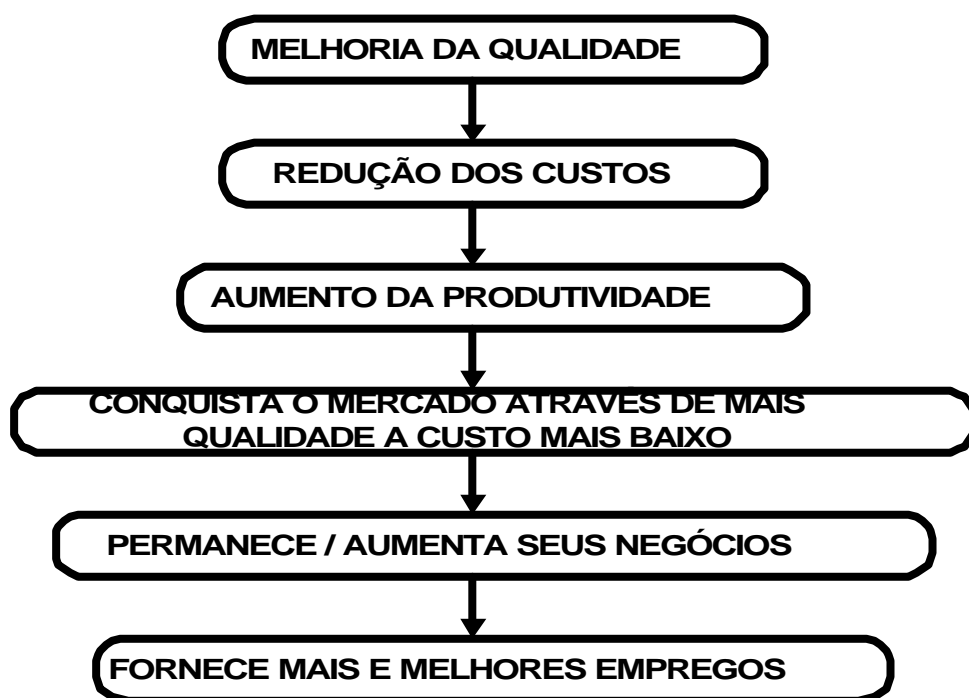 MELHORIA DA QUALIDADE
REDUÇÃO DOS CUSTOS
AUMENTO DA PRODUTIVIDADE
CONQUISTA O MERCADO ATRAVÉS DE MAIS
QUALIDADE A CUSTO MAIS BAIXO
PERMANECE / AUMENTA SEUS NEGÓCIOS
FORNECE MAIS E MELHORES EMPREGOS